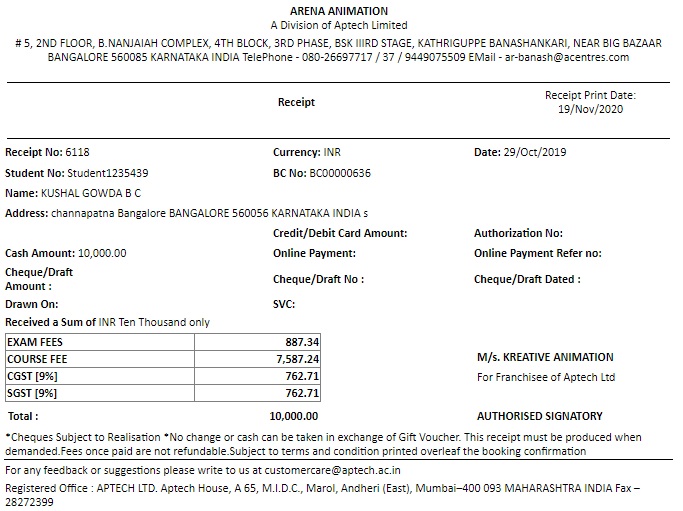 ARENA ANIMATION
A Division of Aptech Limited
# 5, 2ND FLOOR, B.NANJAIAH COMPLEX, 4TH BLOCK, 3RD PHASE, BSK IIIRD STAGE, KATHRIGUPPE BANASHANKARI, NEAR BIG BAZAAR
BANGALORE 560085 KARNATAKA INDIA TelePhone - 080-26697717 / 37 / 9449075509 EMail - ar-banash@acentres.com
Receipt
Receipt Print Date:
19/Nov/2020
Receipt No: 6118 Currency: INR Date: 29/Oct/2019
Student No: Student1235439 BC No: BC00000636
Name: KUSHAL GOWDA B C
Address: channapatna Bangalore BANGALORE 560056 KARNATAKA INDIA s
Credit/Debit Card Amount: Authorization No:
Cash Amount: 10,000.00 Online Payment: Online Payment Refer no:
Cheque/Draft
Amount : Cheque/Draft No : Cheque/Draft Dated :
Drawn On: SVC:
Received a Sum of INR Ten Thousand only
EXAM FEES 887.34
COURSE FEE 7,587.24
CGST [9%] 762.71
SGST [9%] 762.71
M/s. KREATIVE ANIMATION
For Franchisee of Aptech Ltd
Total : 10,000.00 AUTHORISED SIGNATORY
*Cheques Subject to Realisation *No change or cash can be taken in exchange of Gift Voucher. This receipt must be produced when
demanded.Fees once paid are not refundable.Subject to terms and condition printed overleaf the booking confirmation
For any feedback or suggestions please write to us at customercare@aptech.ac.in
Registered Office : APTECH LTD. Aptech House, A 65, M.I.D.C., Marol, Andheri (East), Mumbai–400 093 MAHARASHTRA INDIA Fax –
28272399